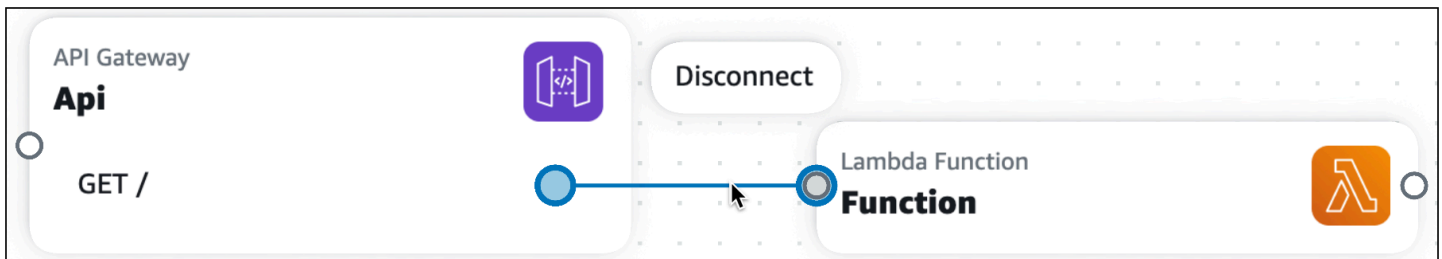 API Gateway
Api
</>
GET /
Disconnect
Lambda Function
Function